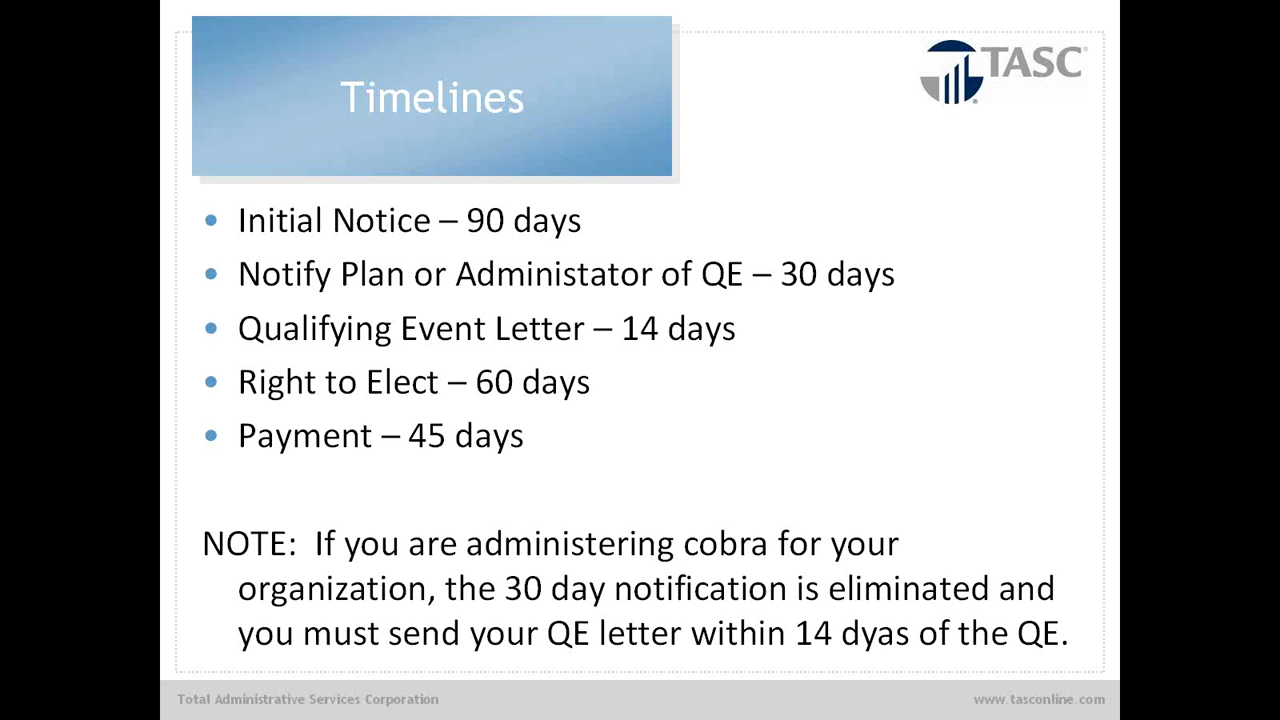 Timelines
TASC
• Initial Notice – 90 days
• Notify Plan or Administator of QE – 30 days
• Qualifying Event Letter – 14 days
• Right to Elect – 60 days
• Payment – 45 days
NOTE: If you are administering cobra for your
organization, the 30 day notification is eliminated and
you must send your QE letter within 14 dyas of the QE.
Total Administrative Services Corporation
www.tasconline.com